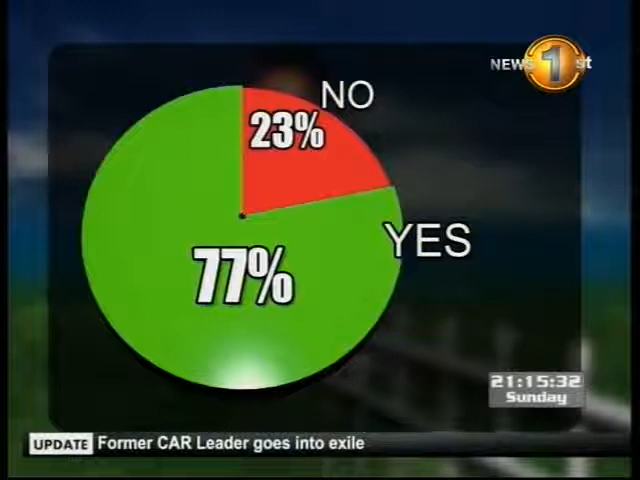 NEWS 1st
NO
23%
YES
77%
21:15:32
Sunday
UPDATE Former CAR Leader goes into exile